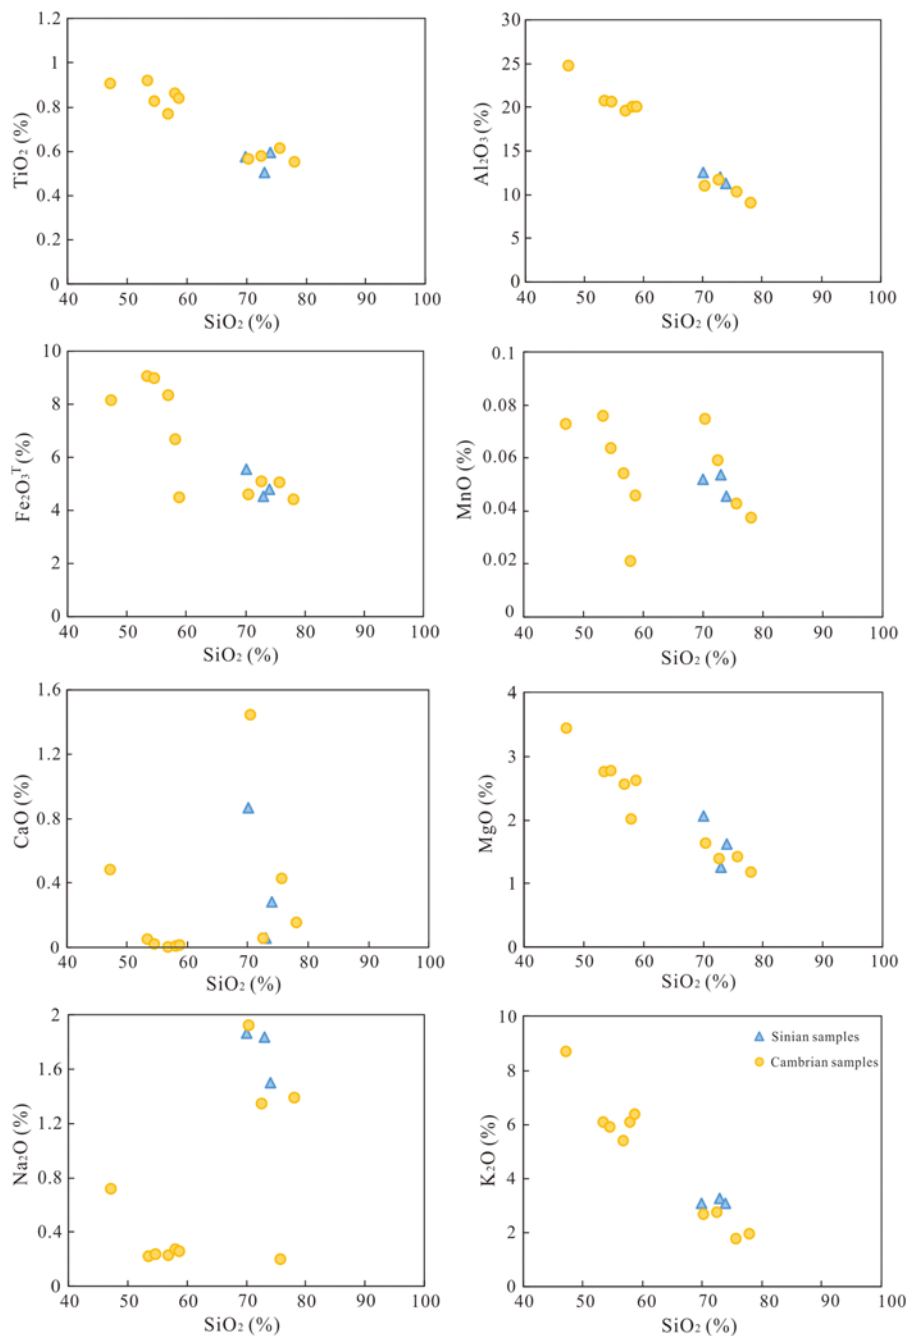 1.2
1
0.8
0.6
0.4
0.2
0
TiO₂ (%)
40 50 60 70 80 90 100
SiO₂ (%)
30
25
20
15
10
5
0
Al₂O₃ (%)
40 50 60 70 80 90 100
SiO₂ (%)
10
8
6
4
2
0
Fe₂O₃ᵀ (%)
40 50 60 70 80 90 100
SiO₂ (%)
0.1
0.08
0.06
0.04
0.02
0
MnO (%)
40 50 60 70 80 90 100
SiO₂ (%)
1.6
1.2
0.8
0.4
0
CaO (%)
40 50 60 70 80 90 100
SiO₂ (%)
4
3
2
1
0
MgO (%)
40 50 60 70 80 90 100
SiO₂ (%)
2
1.6
1.2
0.8
0.4
0
Na₂O (%)
40 50 60 70 80 90 100
SiO₂ (%)
10
8
6
4
2
0
K₂O (%)
Sinian samples
Cambrian samples
40 50 60 70 80 90 100
SiO₂ (%)